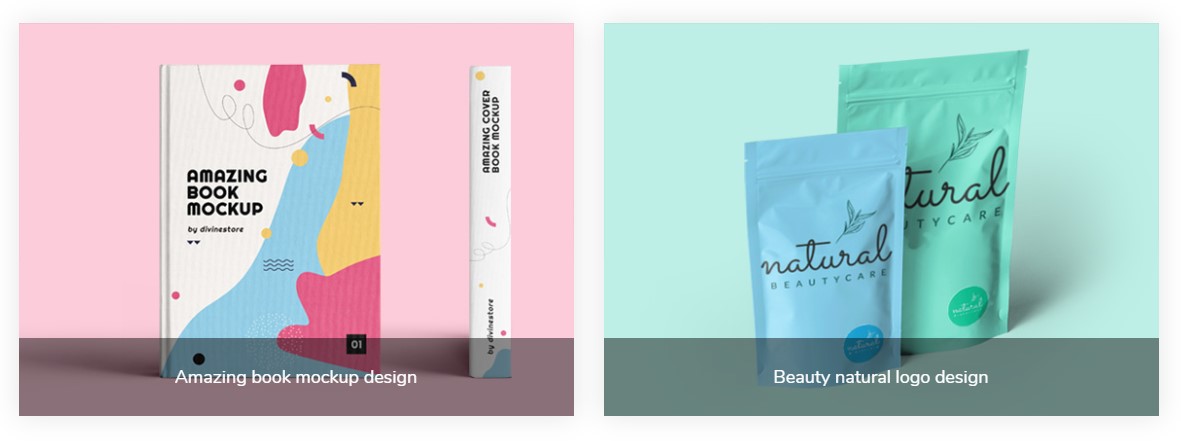 AMAZING
BOOK
MOCKUP
by divinestore
01
AMAZING COVER
BOOK MOCKUP
by divinestore
Amazing book mockup design
natural
BEAUTYCARE
natural
tural
UTYCARE
natural
Beauty natural logo design